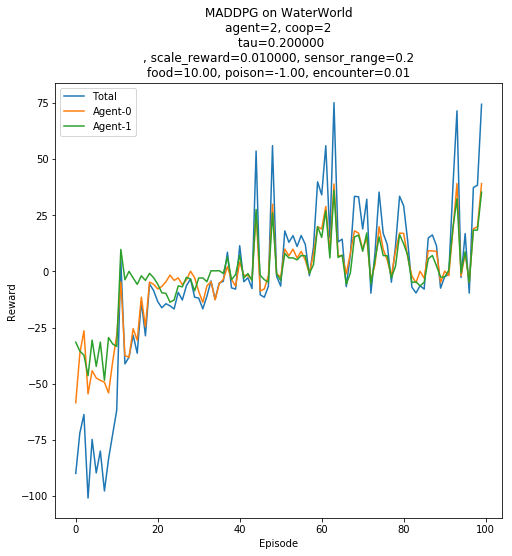 MADDPG on WaterWorld
agent=2, coop=2
tau=0.200000
, scale_reward=0.010000, sensor_range=0.2
food=10.00, poison=-1.00, encounter=0.01
Total
Agent-0
Agent-1
75
50
25
0
−25
−50
−75
−100
Reward
0 20 40 60 80 100
Episode